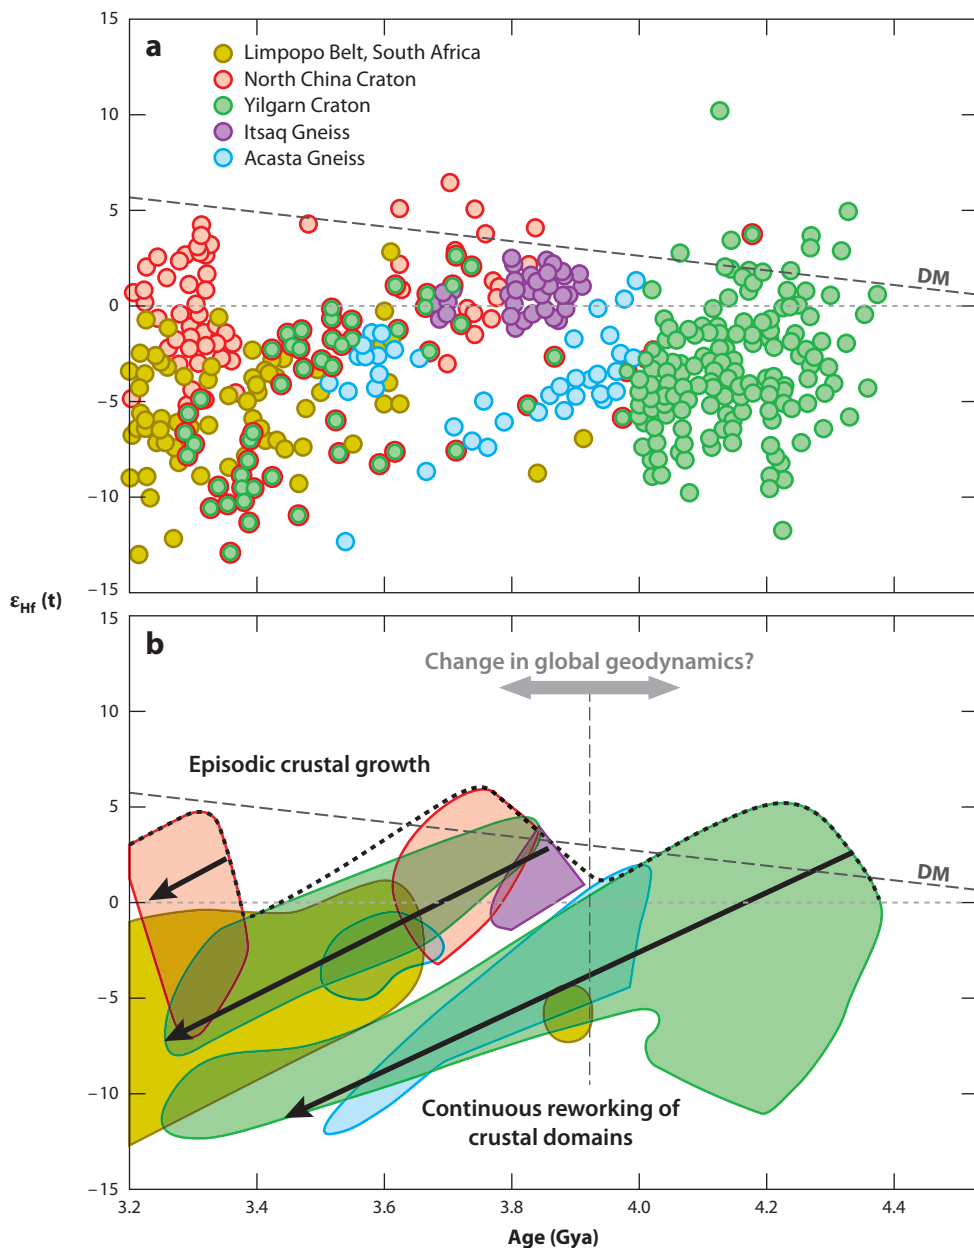 15
10
5
0
–5
–10
–15
a
Limpopo Belt, South Africa
North China Craton
Yilgarn Craton
Itsaq Gneiss
Acasta Gneiss
DM
εHf (t)
15
10
5
0
–5
–10
–15
b
Change in global geodynamics?
Episodic crustal growth
DM
Continuous reworking of
crustal domains
3.2
3.4
3.6
3.8
4.0
4.2
4.4
Age (Gya)